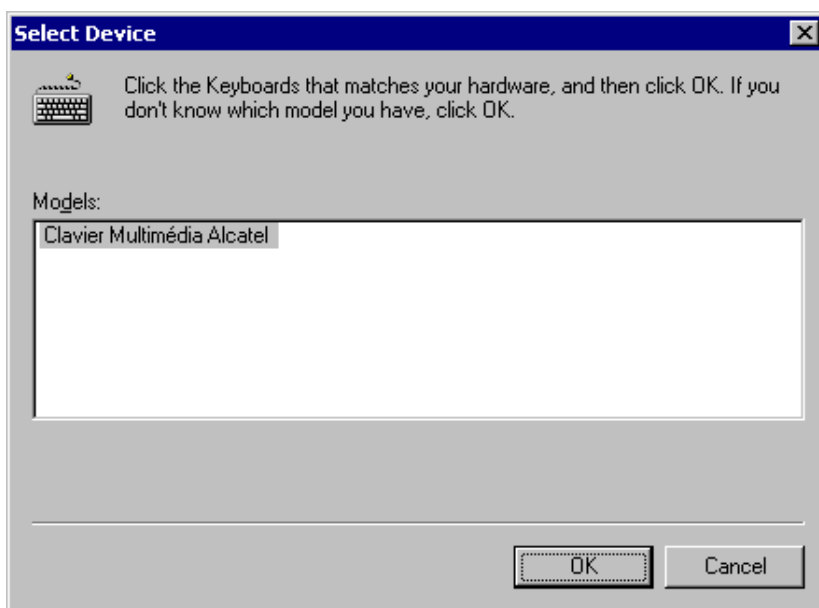 Select Device
Click the Keyboards that matches your hardware, and then click OK. If you
don't know which model you have, click OK.
Models:
Clavier Multimédia Alcatel
OK
Cancel